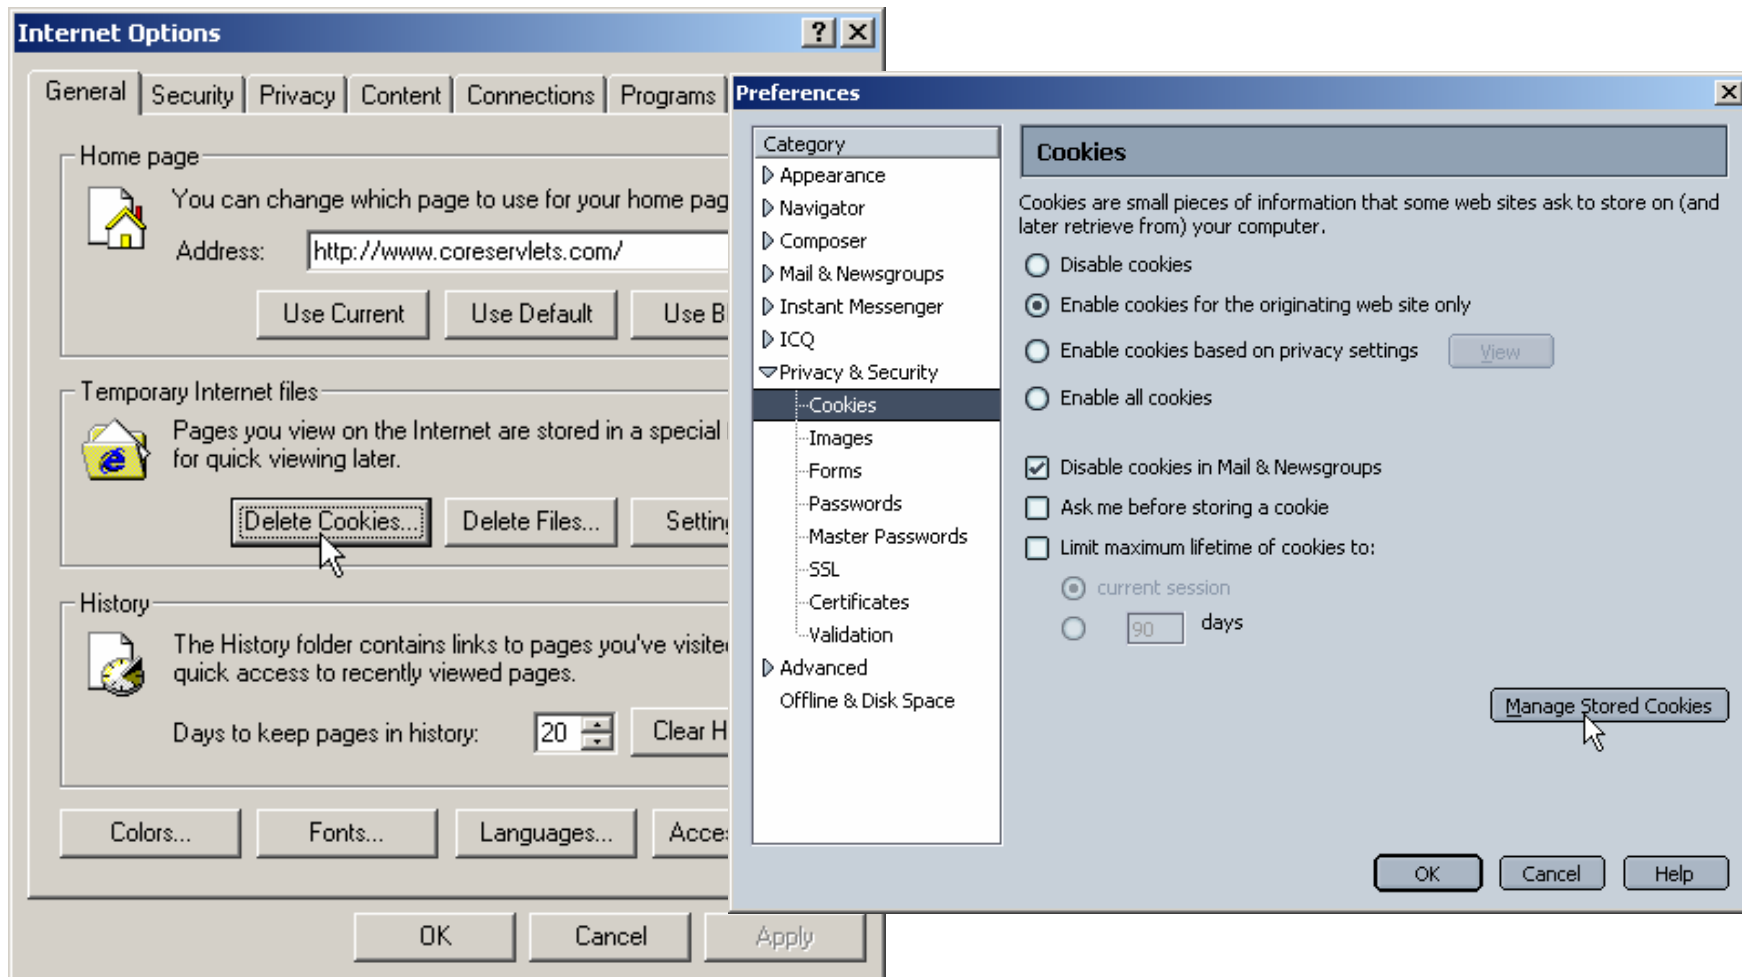 Internet Options
General Security Privacy Content Connections Programs
Home page
You can change which page to use for your home pag
Address: http://www.coreservlets.com/
Use Current Use Default Use B
Temporary Internet files
Pages you view on the Internet are stored in a special
for quick viewing later.
Delete Cookies... Delete Files... Settin
History
The History folder contains links to pages you've visite
quick access to recently viewed pages.
Days to keep pages in history: 20 Clear H
Colors... Fonts... Languages... Acce
OK Cancel Apply
Preferences
Category
Appearance
Navigator
Composer
Mail & Newsgroups
Instant Messenger
ICQ
Privacy & Security
Cookies
Images
Forms
Passwords
Master Passwords
SSL
Certificates
Validation
Advanced
Offline & Disk Space
Cookies
Cookies are small pieces of information that some web sites ask to store on (and
later retrieve from) your computer.
Disable cookies
Enable cookies for the originating web site only
Enable cookies based on privacy settings View
Enable all cookies
Disable cookies in Mail & Newsgroups
Ask me before storing a cookie
Limit maximum lifetime of cookies to:
current session
90 days
Manage Stored Cookies
OK Cancel Help